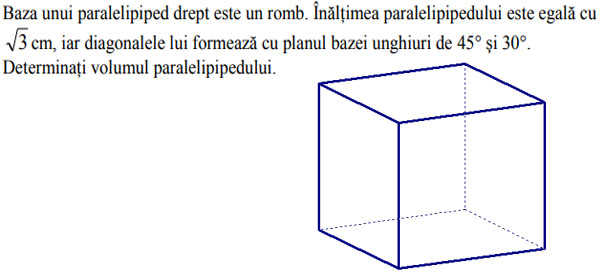 Baza unui paralelipiped drept este un romb. Înălțimea paralelipipedului este egală cu
√3 cm, iar diagonalele lui formează cu planul bazei unghiuri de 45° și 30°.
Determinați volumul paralelipipedului.